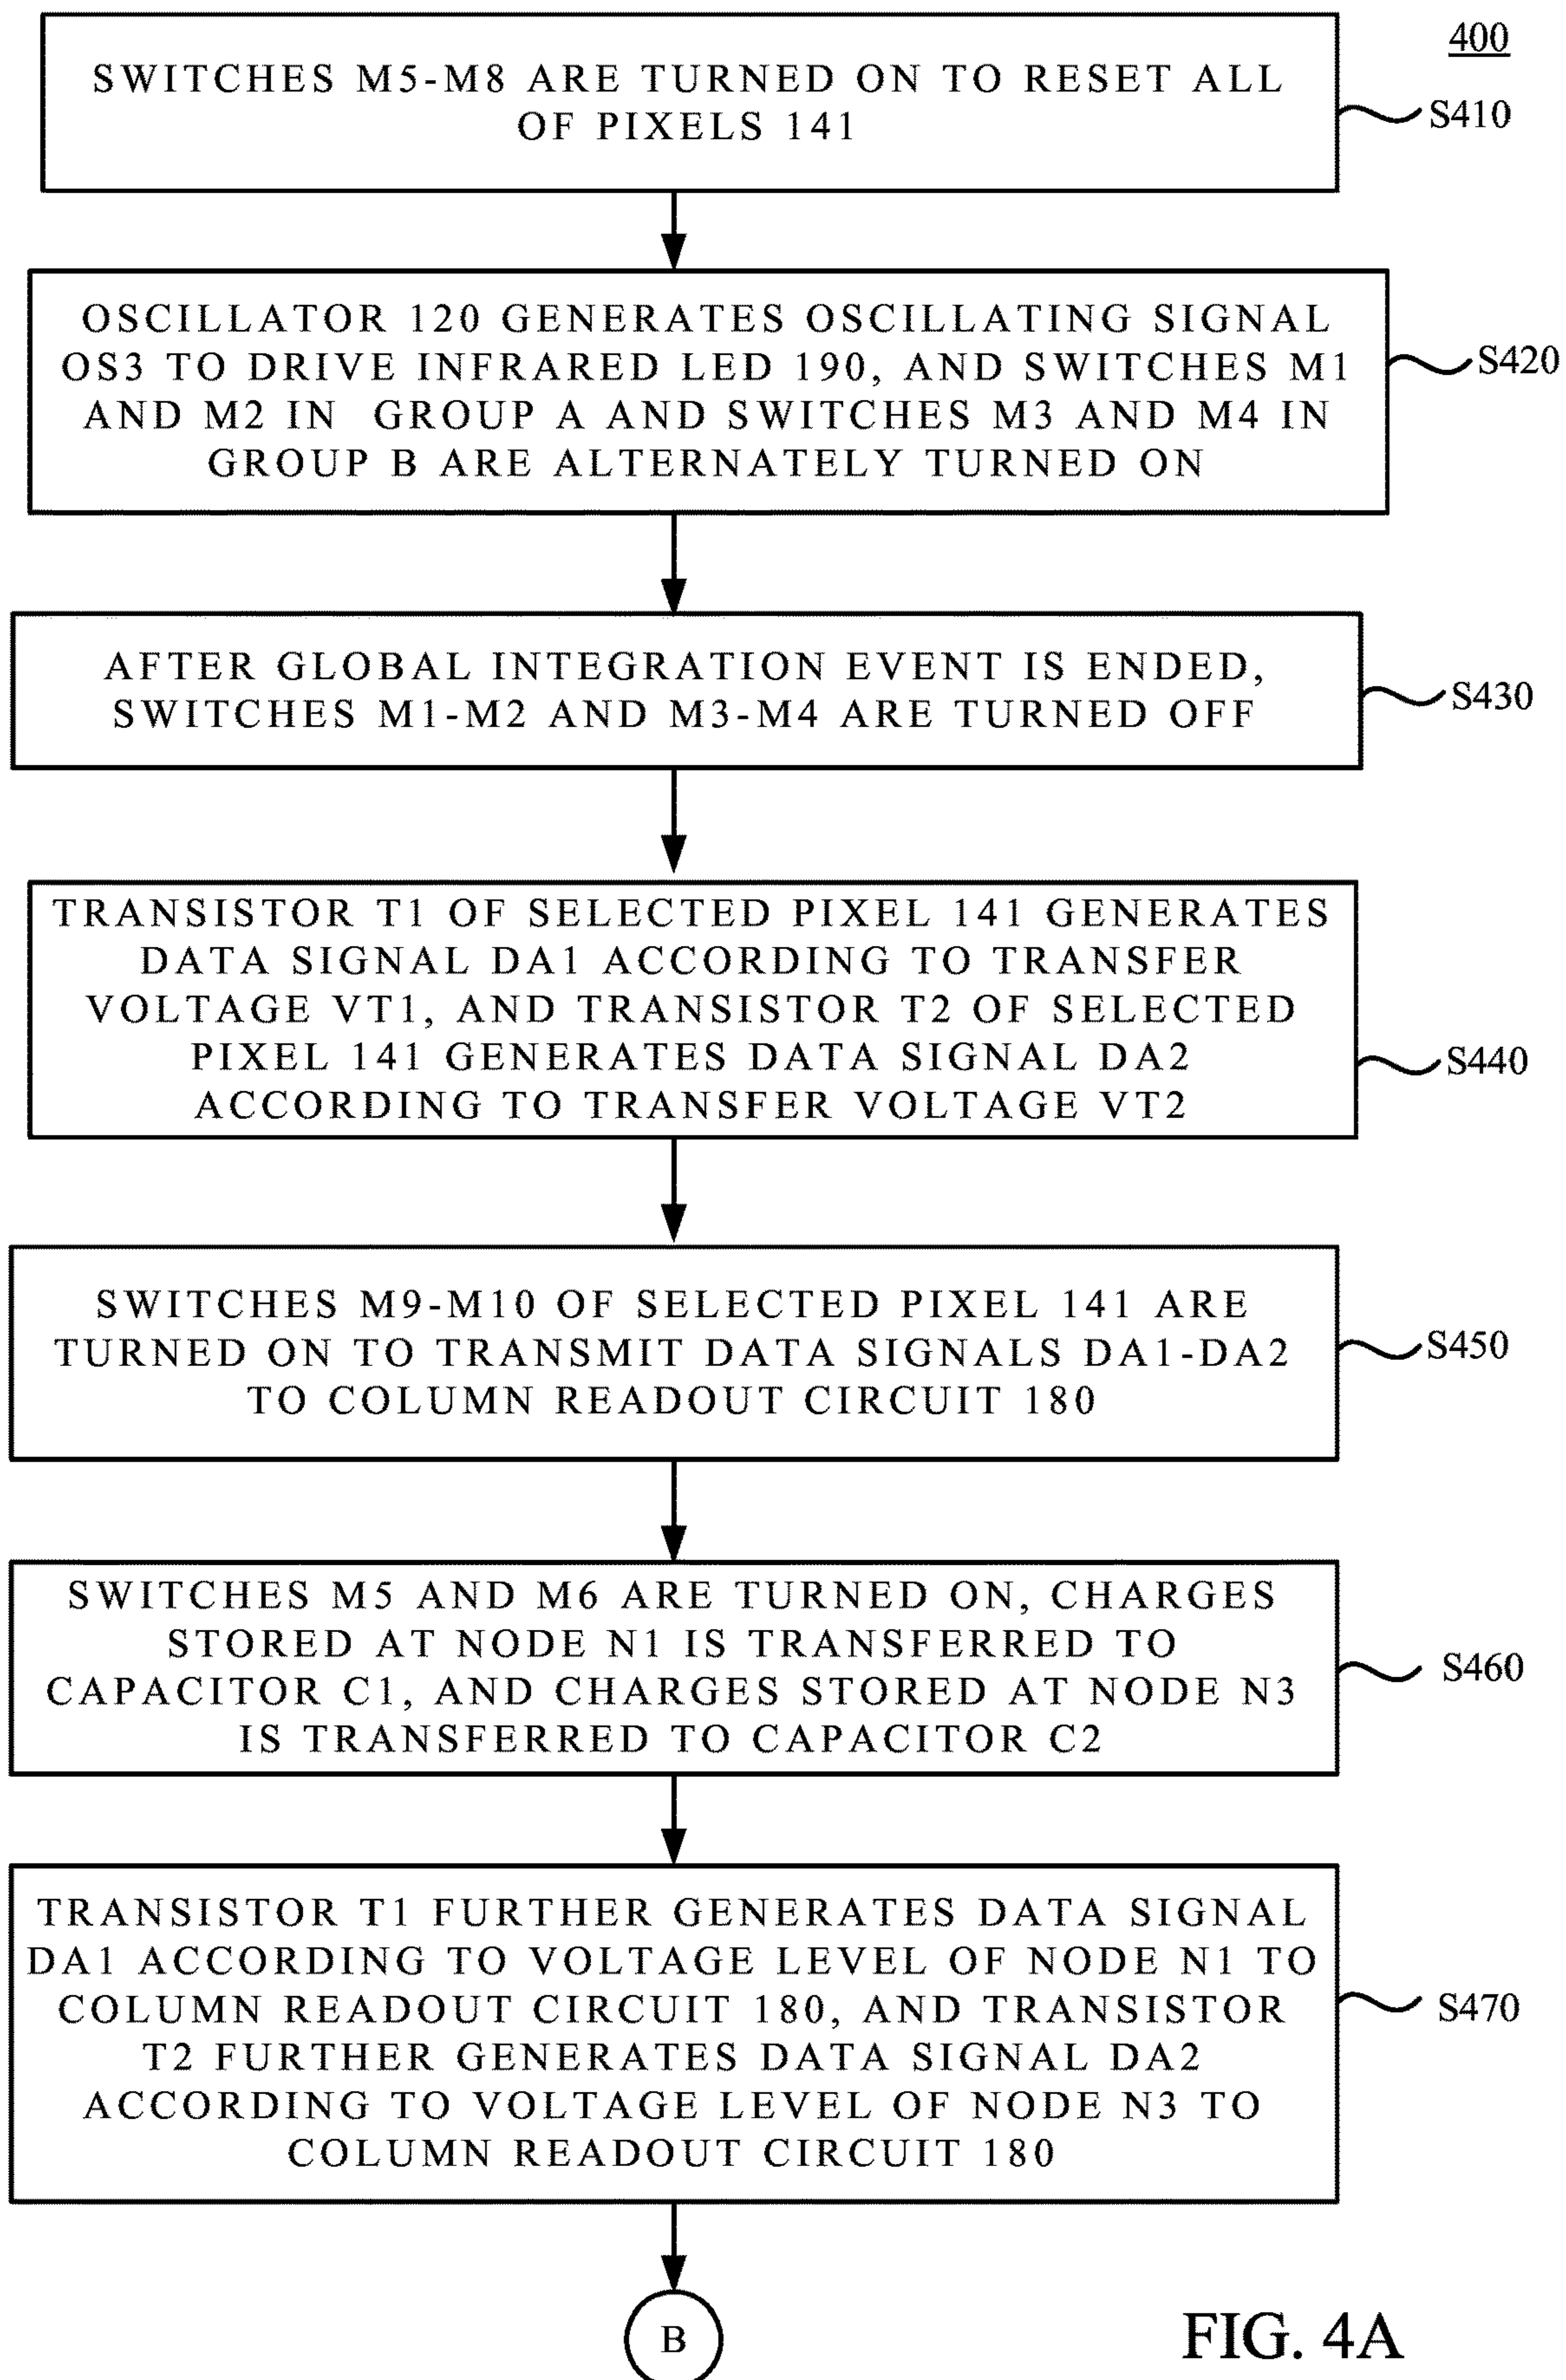 400
SWITCHES M5-M8 ARE TURNED ON TO RESET ALL
OF PIXELS 141
S410
OSCILLATOR 120 GENERATES OSCILLATING SIGNAL
OS3 TO DRIVE INFRARED LED 190, AND SWITCHES M1
AND M2 IN GROUP A AND SWITCHES M3 AND M4 IN
GROUP B ARE ALTERNATELY TURNED ON
S420
AFTER GLOBAL INTEGRATION EVENT IS ENDED,
SWITCHES M1-M2 AND M3-M4 ARE TURNED OFF
S430
TRANSISTOR T1 OF SELECTED PIXEL 141 GENERATES
DATA SIGNAL DA1 ACCORDING TO TRANSFER
VOLTAGE VT1, AND TRANSISTOR T2 OF SELECTED
PIXEL 141 GENERATES DATA SIGNAL DA2
ACCORDING TO TRANSFER VOLTAGE VT2
S440
SWITCHES M9-M10 OF SELECTED PIXEL 141 ARE
TURNED ON TO TRANSMIT DATA SIGNALS DA1-DA2
TO COLUMN READOUT CIRCUIT 180
S450
SWITCHES M5 AND M6 ARE TURNED ON, CHARGES
STORED AT NODE N1 IS TRANSFERRED TO
CAPACITOR C1, AND CHARGES STORED AT NODE N3
IS TRANSFERRED TO CAPACITOR C2
S460
TRANSISTOR T1 FURTHER GENERATES DATA SIGNAL
DA1 ACCORDING TO VOLTAGE LEVEL OF NODE N1 TO
COLUMN READOUT CIRCUIT 180, AND TRANSISTOR
T2 FURTHER GENERATES DATA SIGNAL DA2
ACCORDING TO VOLTAGE LEVEL OF NODE N3 TO
COLUMN READOUT CIRCUIT 180
S470
B
FIG. 4A